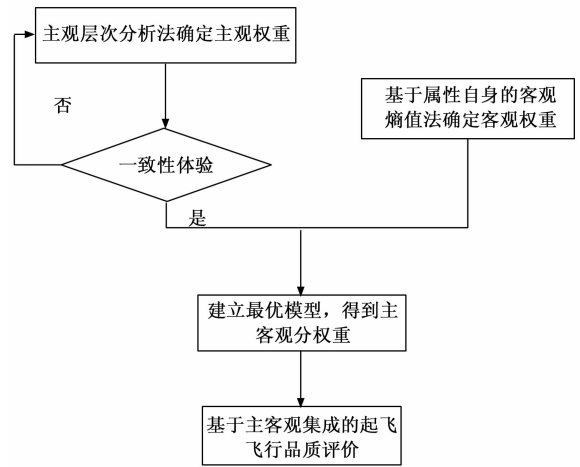 主观层次分析法确定主观权重
否
基于属性自身的客观
熵值法确定客观权重
一致性体验
是
建立最优模型，得到主
客观分权重
基于主客观集成的起飞
飞行品质评价